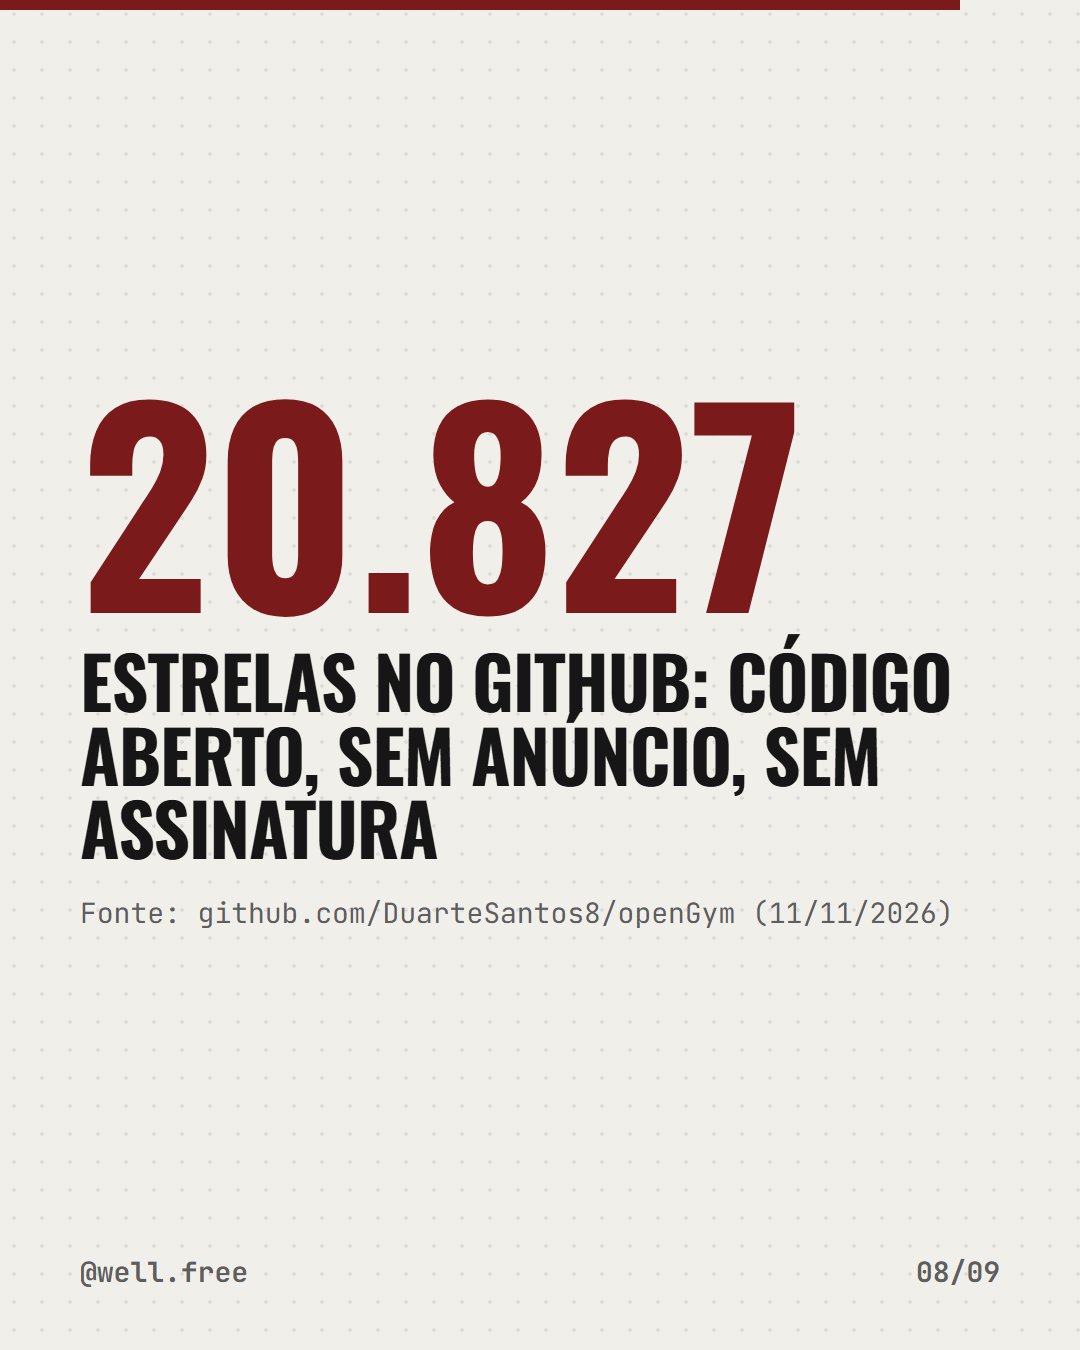 20.827
ESTRELAS NO GITHUB: CÓDIGO
ABERTO, SEM ANÚNCIO, SEM
ASSINATURA
Fonte: github.com/DuarteSantos8/openGym (11/11/2026)
@well.free
08/09